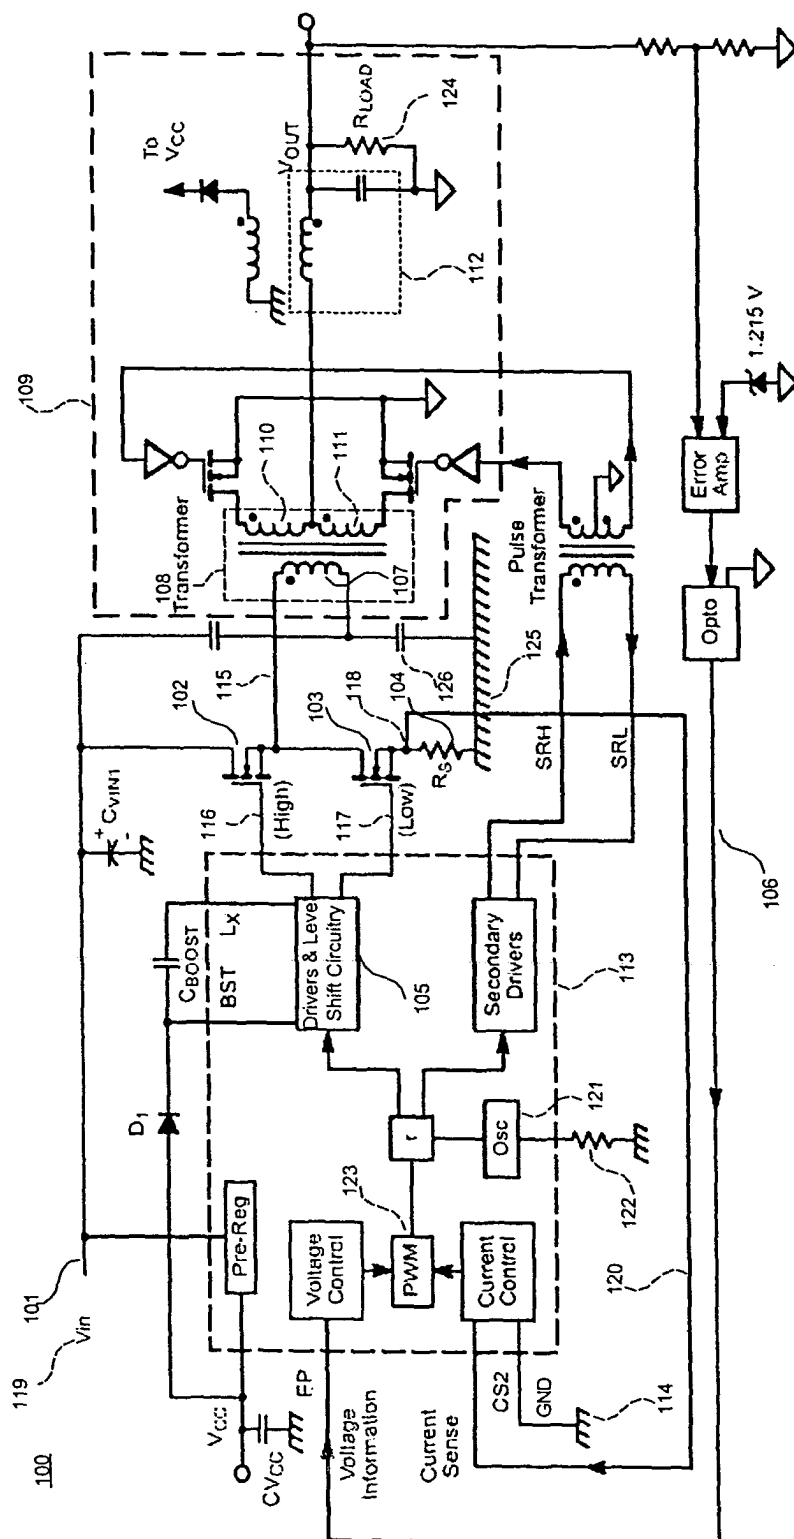 100
119
Vin
101
VCC
CVCC
D1
CBOOST
BST
LX
+
-
CVIN1
Pre-Reg
Drivers & Level
Shift Circuitry
105
116
(High)
102
115
117
(Low)
103
118
104
RS
126
125
109
108
Transformer
107
110
111
To
VCC
VOUT
RLOAD
124
112
FP
Voltage
Information
Voltage
Control
123
PWM
τ
Current
Control
Current
Sense
CS2
GND
114
Osc
121
122
Secondary
Drivers
113
SRH
SRL
Pulse
Transformer
120
106
Opto
Error
Amp
1.215 V